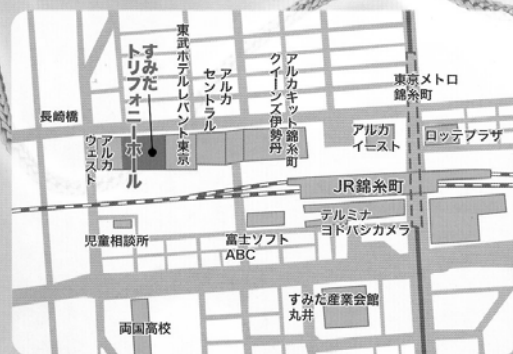 長崎橋
アルカ
ウェスト
すみだ
トリフォニーホール
東武ホテルレバント東京
アルカ
セントラル
アルカキット錦糸町
クイーンズ伊勢丹
東京メトロ
錦糸町
アルカ
イースト
ロッテプラザ
JR錦糸町
児童相談所
富士ソフト
ABC
テルミナ
ヨドバシカメラ
両国高校
すみだ産業会館
丸井